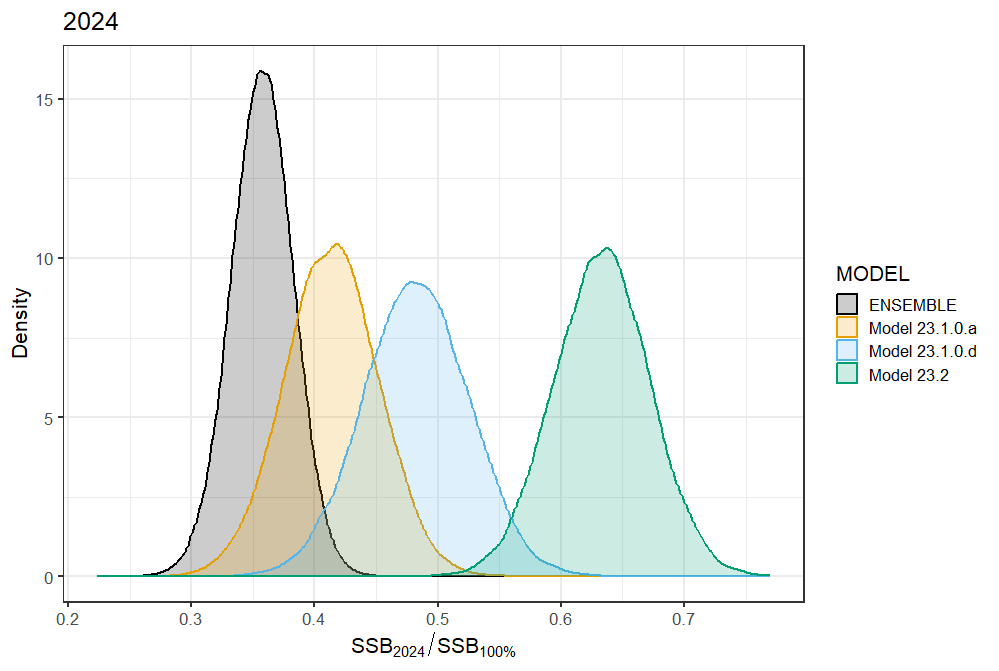 2024
15
10
5
0
Density
0.2 0.3 0.4 0.5 0.6 0.7
SSB2024/SSB100%
MODEL
ENSEMBLE
Model 23.1.0.a
Model 23.1.0.d
Model 23.2